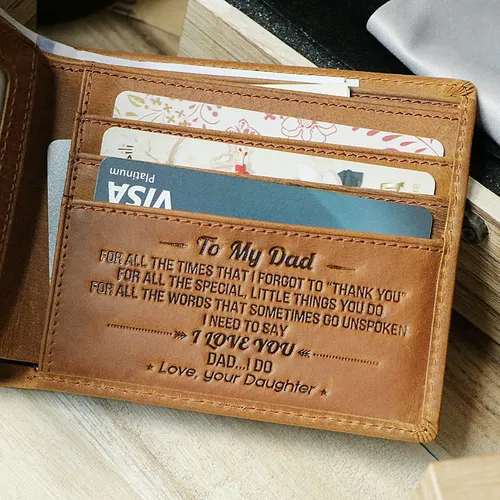 VISA
Platinum
To My Dad
FOR ALL THE TIMES THAT I FORGOT TO "THANK YOU"
FOR ALL THE SPECIAL, LITTLE THINGS YOU DO
FOR ALL THE WORDS THAT SOMETIMES GO UNSPOKEN
I NEED TO SAY
I LOVE YOU
DAD...I DO
Love, your Daughter